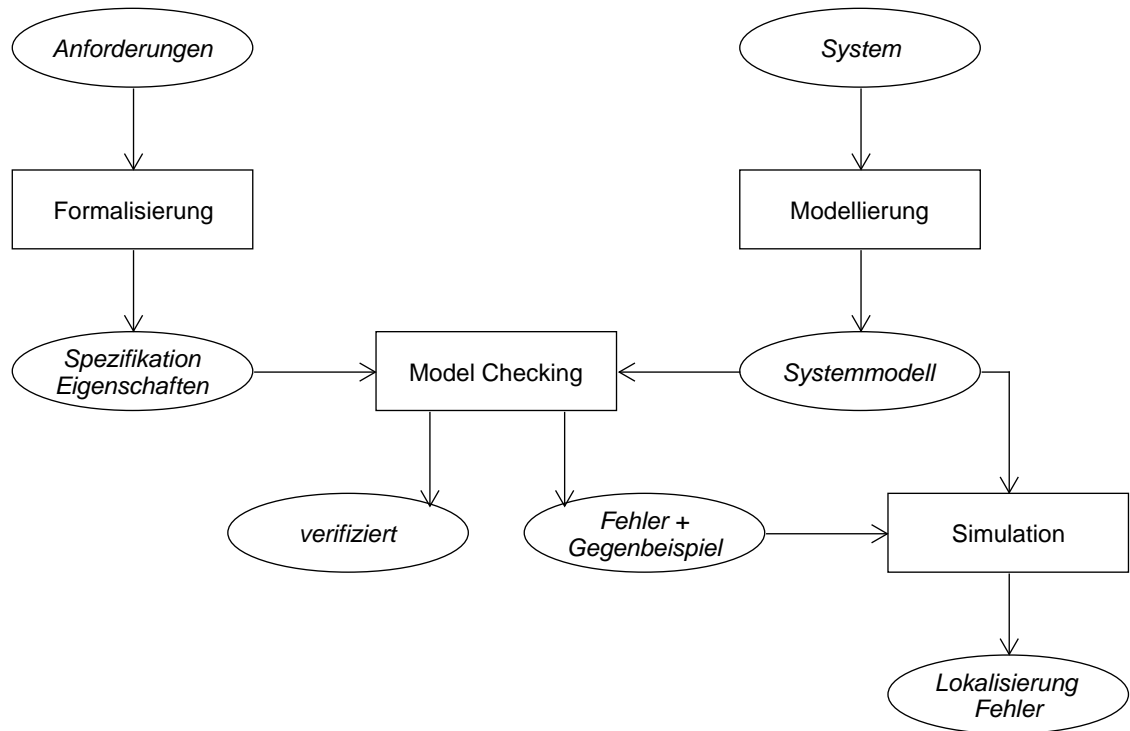 Anforderungen
System
Formalisierung
Modellierung
Spezifikation
Eigenschaften
Model Checking
Systemmodell
verifiziert
Fehler +
Gegenbeispiel
Simulation
Lokalisierung
Fehler